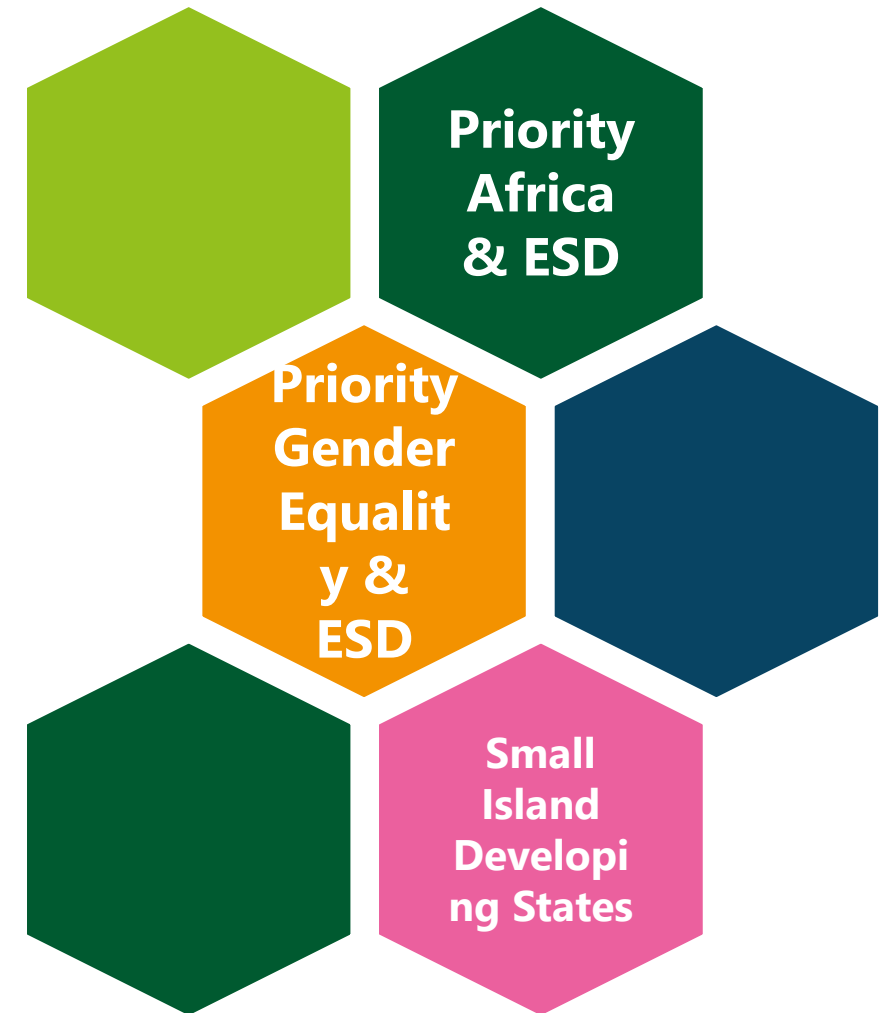 Priority
Africa
& ESD
Priority
Gender
Equalit
y &
ESD
Small
Island
Developi
ng States